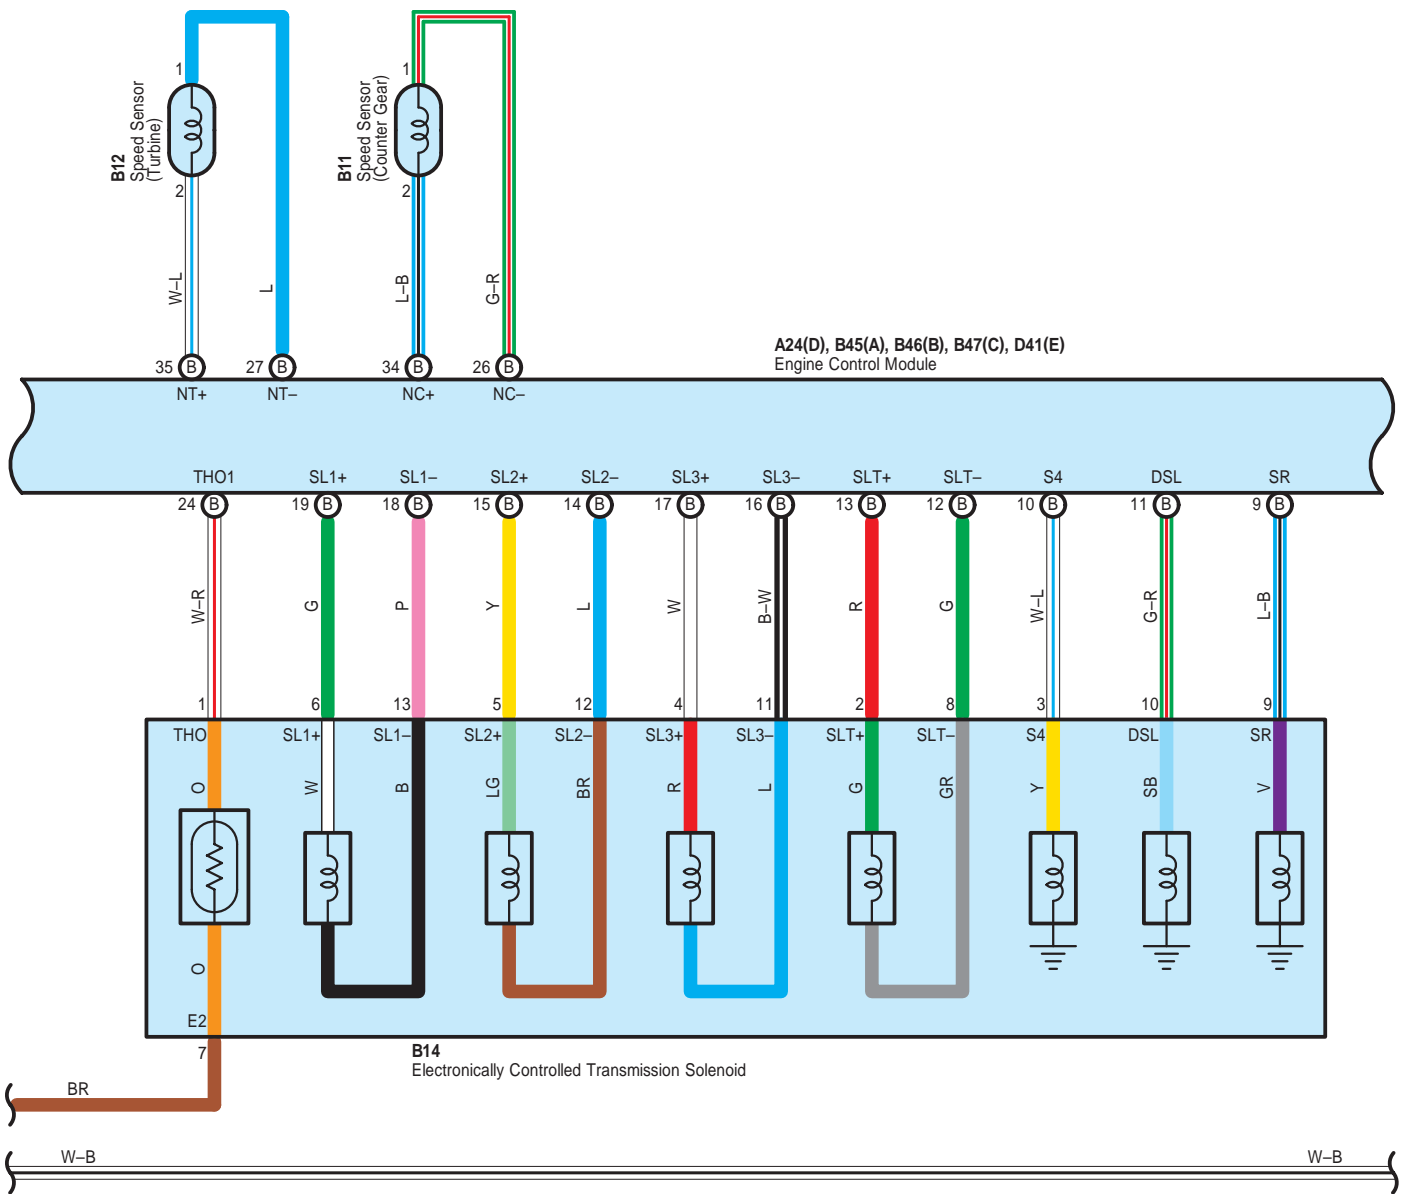 1
1
B12
Speed Sensor
(Turbine)
B11
Speed Sensor
(Counter Gear)
2
2
W–L
L
L–B
G–R
A24(D), B45(A), B46(B), B47(C), D41(E)
Engine Control Module
35 B
27 B
34 B
26 B
NT+
NT–
NC+
NC–
THO1
SL1+
SL1–
SL2+
SL2–
SL3+
SL3–
SLT+
SLT–
S4
DSL
SR
24 B
19 B
18 B
15 B
14 B
17 B
16 B
13 B
12 B
10 B
11 B
9 B
W–R
G
P
Y
L
W
B–W
R
G
W–L
G–R
L–B
1
6
13
5
12
4
11
2
8
3
10
9
THO
SL1+
SL1–
SL2+
SL2–
SL3+
SL3–
SLT+
SLT–
S4
DSL
SR
O
W
B
LG
BR
R
L
G
GR
Y
SB
V
O
E2
7
B14
Electronically Controlled Transmission Solenoid
BR
W–B
W–B